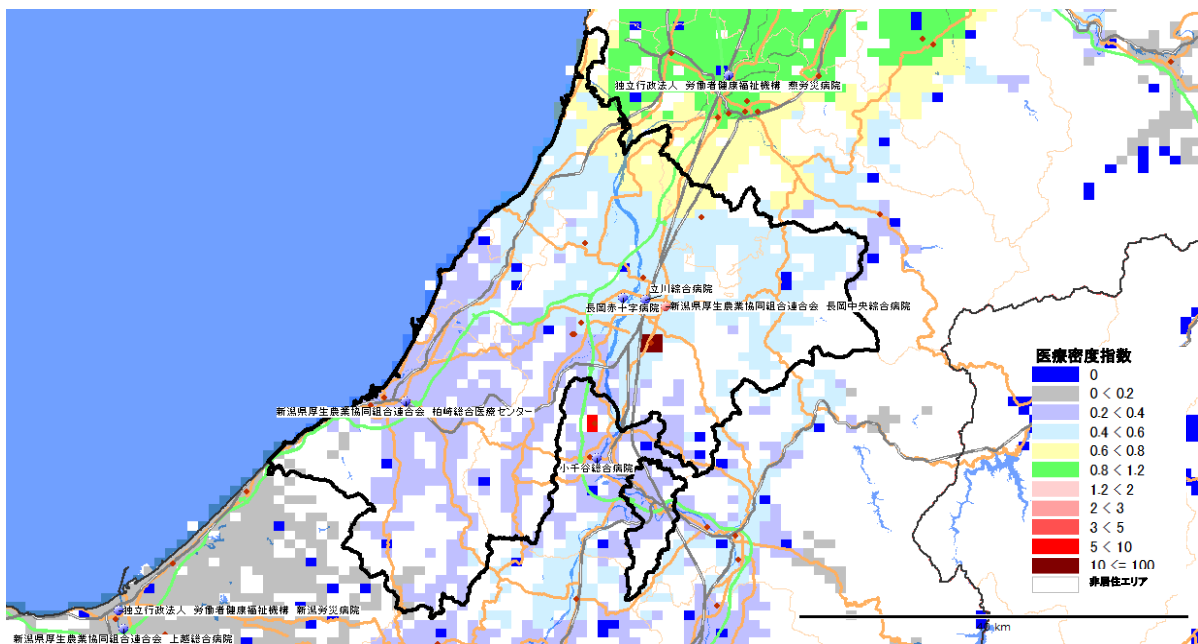 独立行政法人 労働者健康福祉機構 燕労災病院
立川綜合病院
長岡赤十字病院
新潟県厚生農業協同組合連合会 長岡中央綜合病院
新潟県厚生農業協同組合連合会 柏崎総合医療センター
小千谷総合病院
独立行政法人 労働者健康福祉機構 新潟労災病院
新潟県厚生農業協同組合連合会 上越総合病院
医療密度指数
0
0 < 0.2
0.2 < 0.4
0.4 < 0.6
0.6 < 0.8
0.8 < 1.2
1.2 < 2
2 < 3
3 < 5
5 < 10
10 <= 100
非居住エリア
km